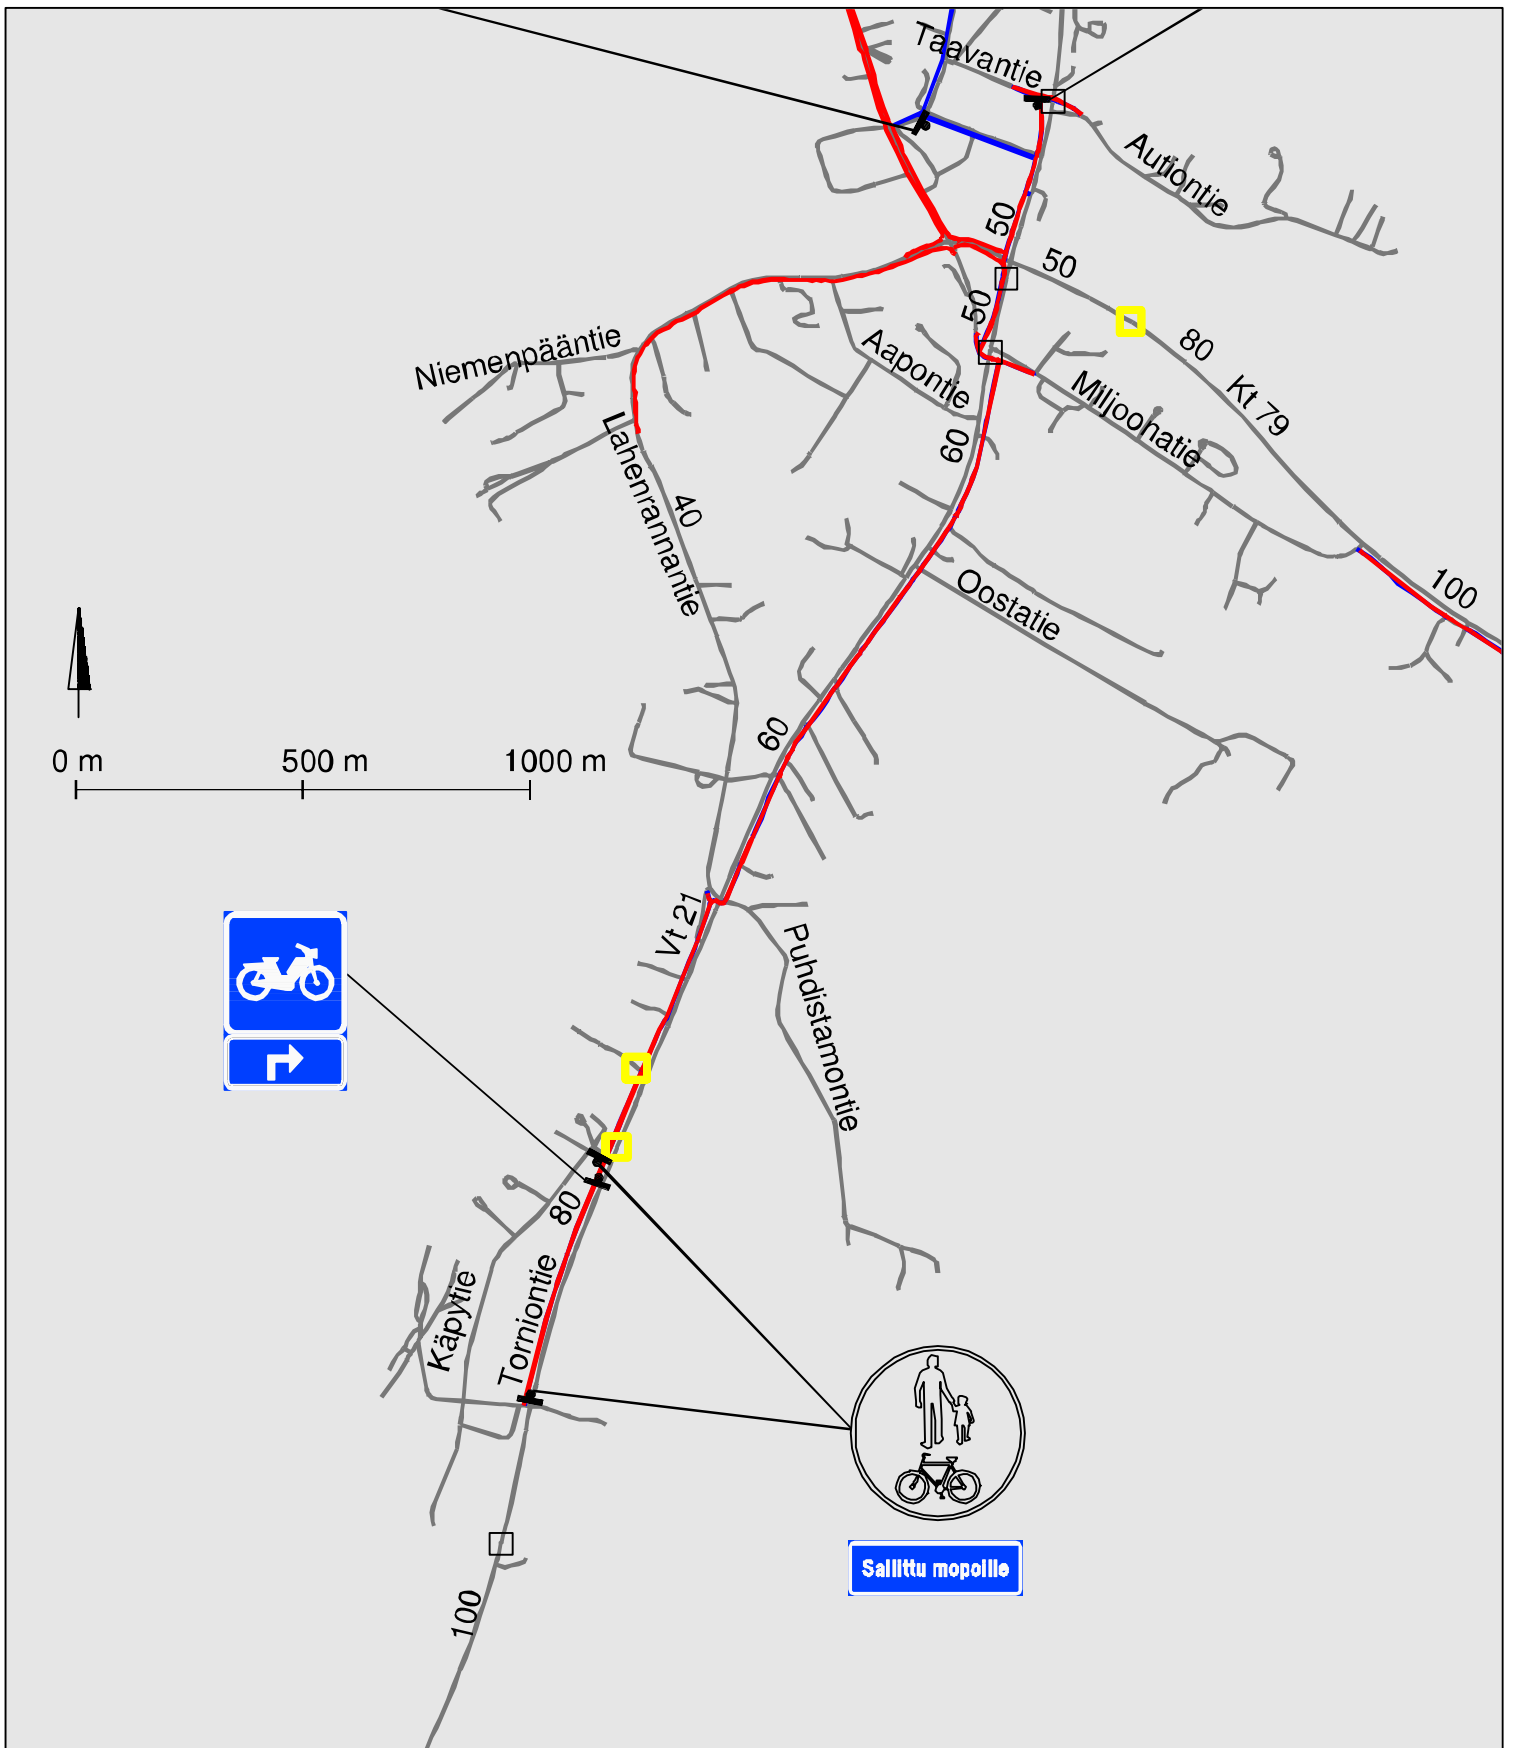 Taavantie
Autiontie
50
50
50
80
Kt 79
Niemenpääntie
Aapontie
Miljoonatie
60
Lahenrannantie
40
100
Oostatie
60
0 m
500 m
1000 m
Vt 21
Puhdistamontie
80
Käpytie
Torniontie
Sallittu mopoille
100